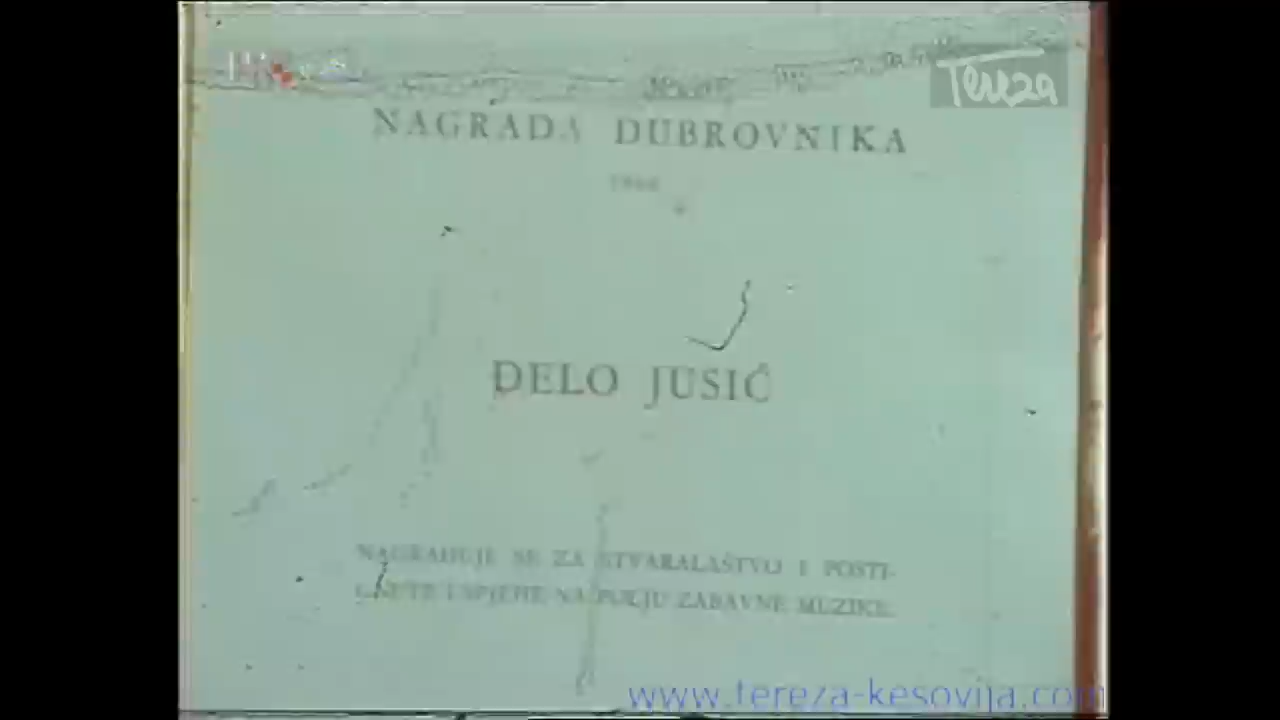 Tereza
NAGRADA DUBROVNIKA
ĐELO JUSIĆ
NAGRAĐUJE SE ZA STVARALAŠTVO I POSTI-
GNUTE USPJEHE NA POLJU ZABAVNE MUZIKE.
www.tereza-kesovija.com